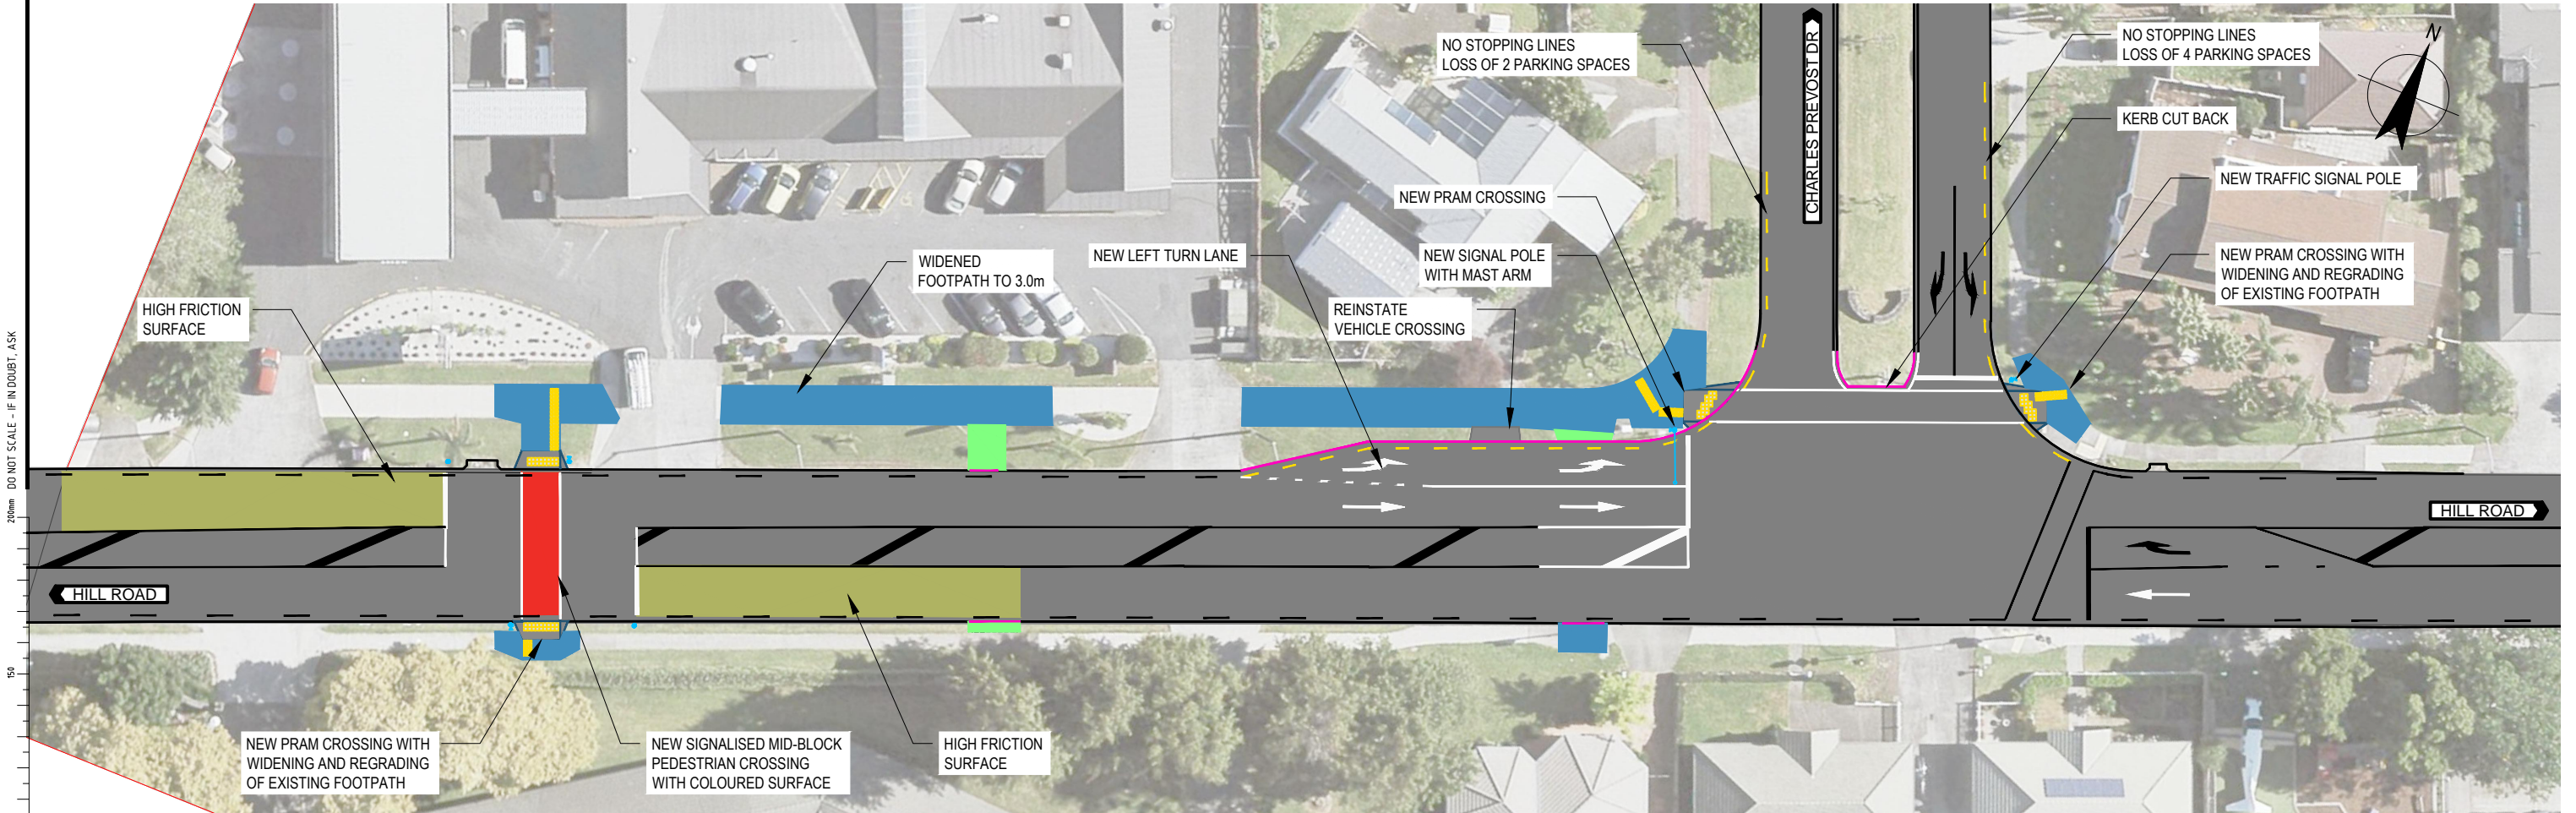 NO STOPPING LINES
LOSS OF 2 PARKING SPACES
CHARLES PREVOST DR
NO STOPPING LINES
LOSS OF 4 PARKING SPACES
N
KERB CUT BACK
NEW TRAFFIC SIGNAL POLE
NEW PRAM CROSSING
NEW LEFT TURN LANE
NEW SIGNAL POLE
WITH MAST ARM
NEW PRAM CROSSING WITH
WIDENING AND REGRADING
OF EXISTING FOOTPATH
WIDENED
FOOTPATH TO 3.0m
HIGH FRICTION
SURFACE
REINSTATE
VEHICLE CROSSING
DO NOT SCALE - IF IN DOUBT, ASK
200mm
150
HILL ROAD
HILL ROAD
NEW PRAM CROSSING WITH
WIDENING AND REGRADING
OF EXISTING FOOTPATH
NEW SIGNALISED MID-BLOCK
PEDESTRIAN CROSSING
WITH COLOURED SURFACE
HIGH FRICTION
SURFACE